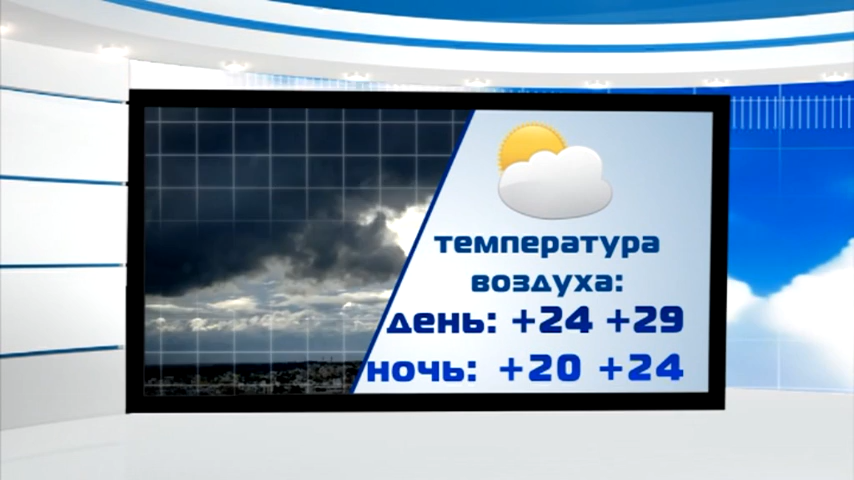 температура
воздуха:
день: +24 +29
ночь: +20 +24